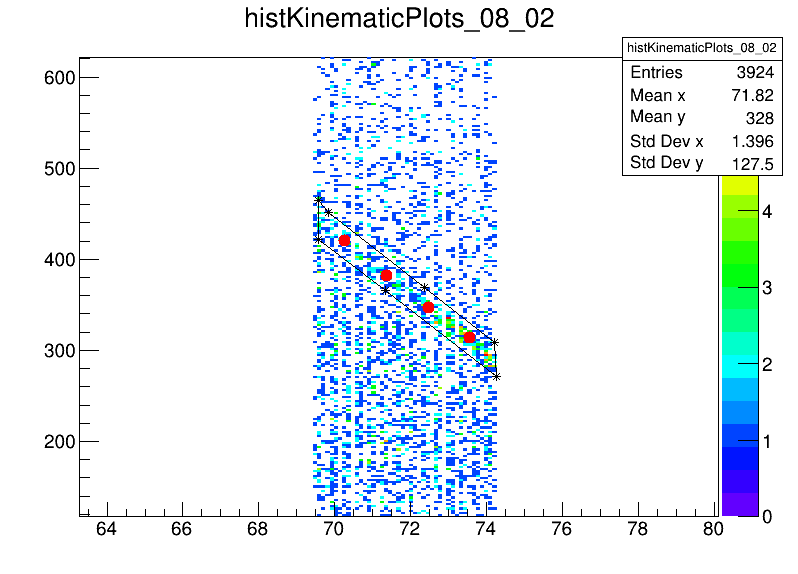 histKinematicPlots_08_02
histKinematicPlots_08_02
Entries 3924
Mean x 71.82
Mean y 328
Std Dev x 1.396
Std Dev y 127.5
600
500
400
300
200
4
3
2
1
0
64 66 68 70 72 74 76 78 80